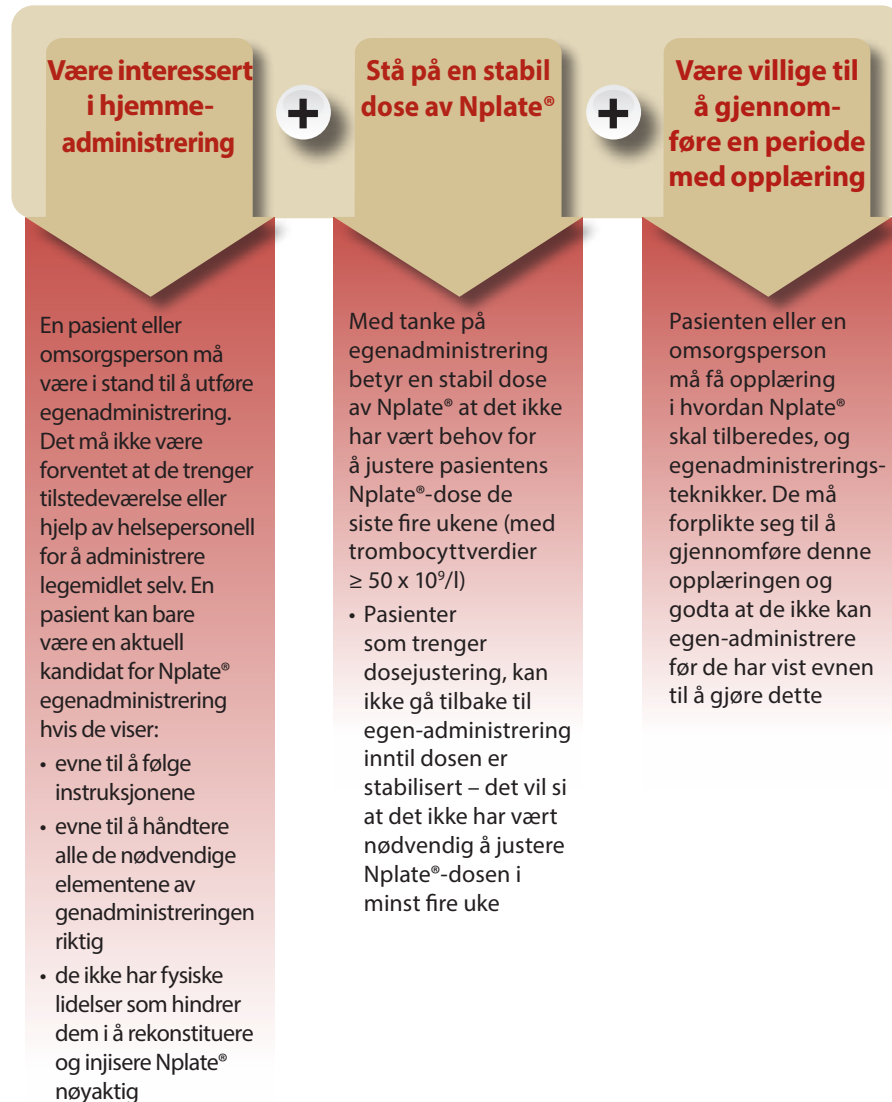 Være interessert
i hjemme-
administrering
+
Stå på en stabil
dose av Nplate®
+
Være villige til
å gjennom-
føre en periode
med opplæring
En pasient eller
omsorgsperson må
være i stand til å utføre
egenadministrering.
Det må ikke være
forventet at de trenger
tilstedeværelse eller
hjelp av helsepersonell
for å administrere
legemidlet selv. En
pasient kan bare
være en aktuell
kandidat for Nplate®
egenadministrering
hvis de viser:
• evne til å følge
instruksjonene
• evne til å håndtere
alle de nødvendige
elementene av
genadministreringen
riktig
• de ikke har fysiske
lidelser som hindrer
dem i å rekonstituere
og injisere Nplate®
nøyaktig
Med tanke på
egenadministrering
betyr en stabil dose
av Nplate® at det ikke
har vært behov for
å justere pasientens
Nplate®-dose de
siste fire ukene (med
trombocyttverdier
≥ 50 x 10⁹/l)
• Pasienter
som trenger
dosejustering, kan
ikke gå tilbake til
egen-administrering
inntil dosen er
stabilisert – det vil si
at det ikke har vært
nødvendig å justere
Nplate®-dosen i
minst fire uke
Pasienten eller en
omsorgsperson
må få opplæring
i hvordan Nplate®
skal tilberedes, og
egenadministrerings-
teknikker. De må
forplikte seg til å
gjennomføre denne
opplæringen og
godta at de ikke kan
egen-administrere
før de har vist evnen
til å gjøre dette